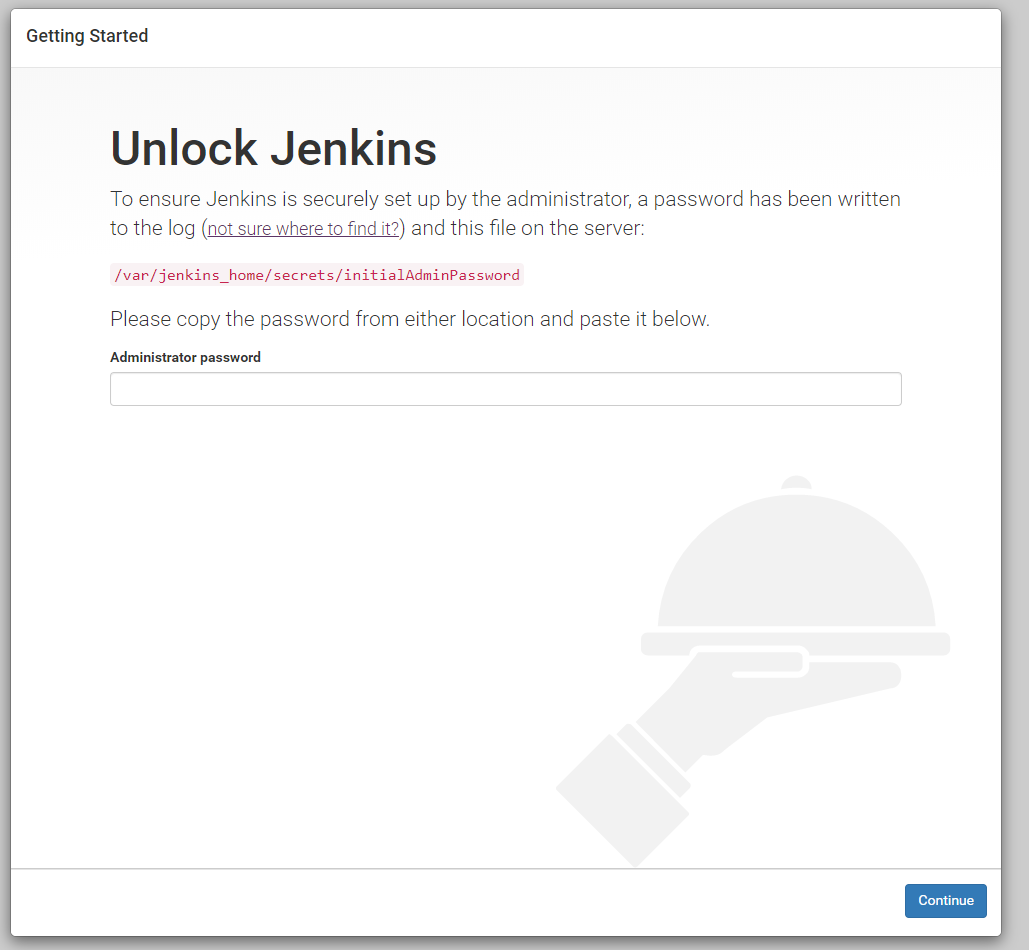 Getting Started
Unlock Jenkins
To ensure Jenkins is securely set up by the administrator, a password has been written
to the log (not sure where to find it?) and this file on the server:
/var/jenkins_home/secrets/initialAdminPassword
Please copy the password from either location and paste it below.
Administrator password
Continue